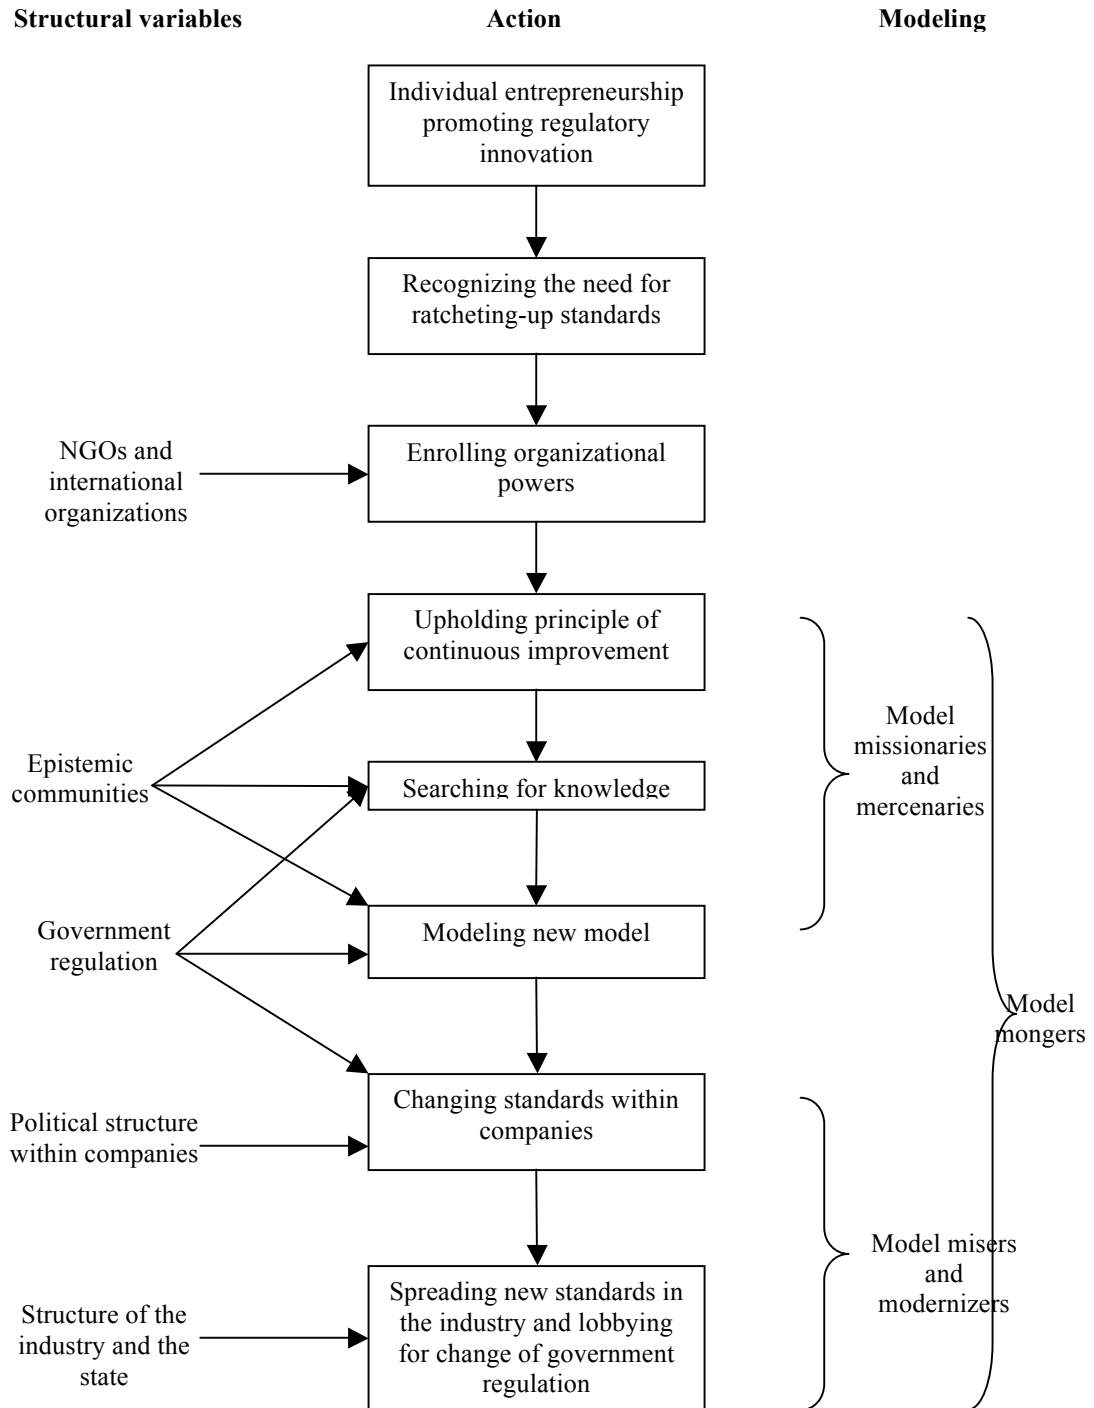 Structural variables
Action
Modeling
Individual entrepreneurship
promoting regulatory
innovation
Recognizing the need for
ratcheting-up standards
NGOs and
international
organizations
Enrolling organizational
powers
Upholding principle of
continuous improvement
Model
missionaries
and
mercenaries
Epistemic
communities
Searching for knowledge
Government
regulation
Modeling new model
Model
mongers
Political structure
within companies
Changing standards within
companies
Model misers
and
modernizers
Structure of the
industry and the
state
Spreading new standards in
the industry and lobbying
for change of government
regulation